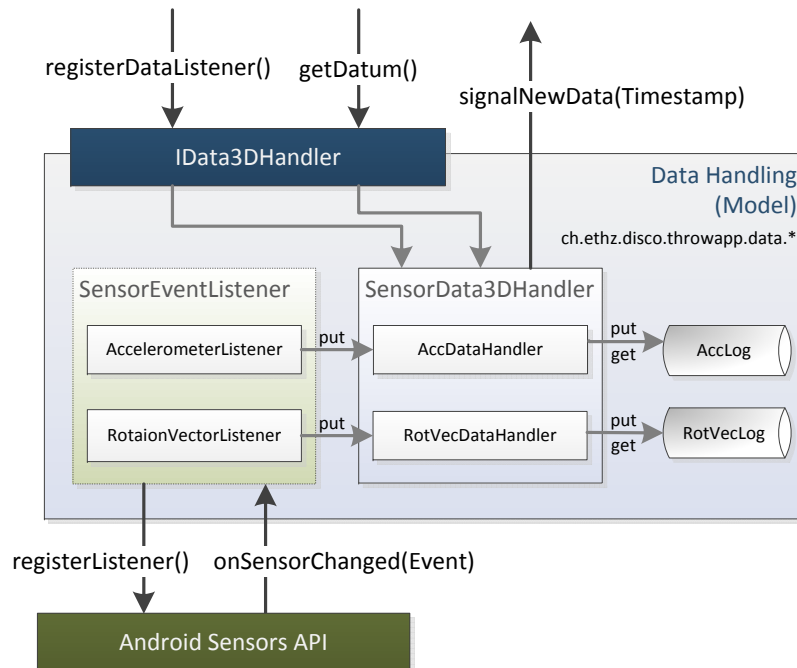 registerDataListener()
getDatum()
signalNewData(Timestamp)
IData3DHandler
Data Handling
(Model)
ch.ethz.disco.throwapp.data.*
SensorEventListener
SensorData3DHandler
AccelerometerListener
put
AccDataHandler
put
get
AccLog
RotaionVectorListener
put
RotVecDataHandler
put
get
RotVecLog
registerListener()
onSensorChanged(Event)
Android Sensors API